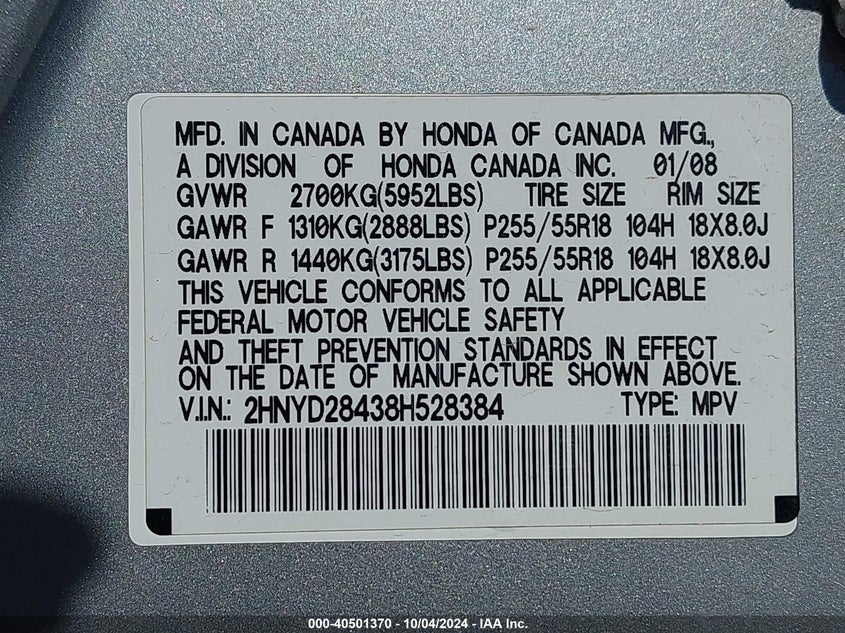 MFD. IN CANADA BY HONDA OF CANADA MFG.,
A DIVISION OF HONDA CANADA INC. 01/08
GVWR 2700KG(5952LBS) TIRE SIZE RIM SIZE
GAWR F 1310KG(2888LBS) P255/55R18 104H 18X8.0J
GAWR R 1440KG(3175LBS) P255/55R18 104H 18X8.0J
THIS VEHICLE CONFORMS TO ALL APPLICABLE
FEDERAL MOTOR VEHICLE SAFETY
AND THEFT PREVENTION STANDARDS IN EFFECT
ON THE DATE OF MANUFACTURE SHOWN ABOVE.
V.I.N.: 2HNYD28438H528384 TYPE: MPV
000-40501370 - 10/04/2024 - IAA Inc.